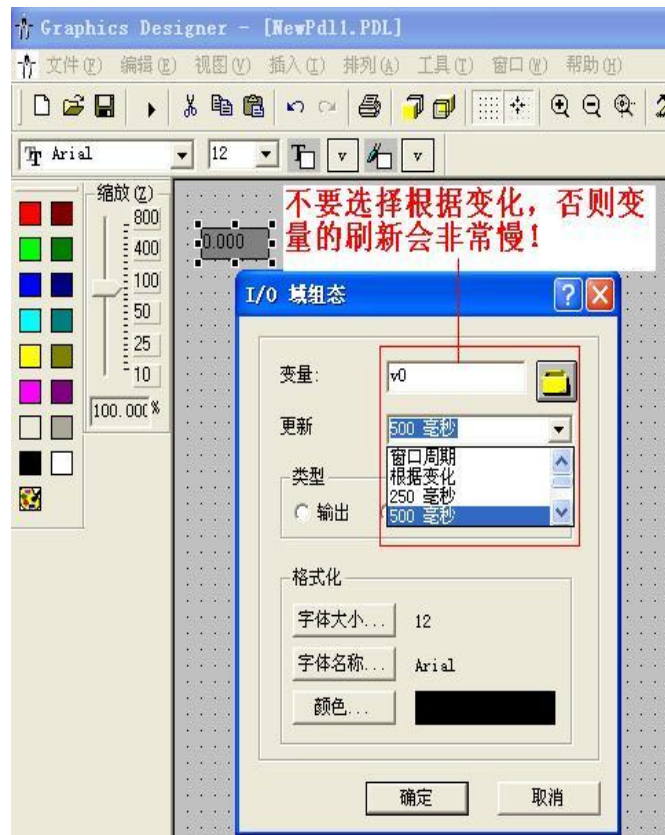 Graphics Designer - [NewPdl1.PDL]
文件(F) 编辑(E) 视图(V) 插入(I) 排列(A) 工具(T) 窗口(W) 帮助(H)
Arial 12 T v v
缩放(Z)
800
400
100
50
25
10
100.00%
0.000
不要选择根据变化，否则变
量的刷新会非常慢！
I/0 域组态
变量: v0
更新 500 毫秒
窗口周期
根据变化
250 毫秒
500 毫秒
类型
输出
格式化
字体大小... 12
字体名称... Arial
颜色...
确定 取消